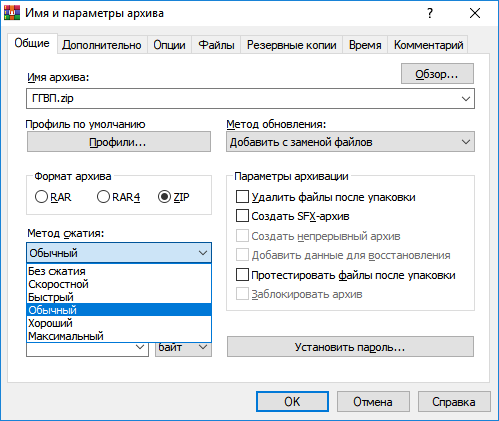 Имя и параметры архива
?
Общие
Дополнительно
Опции
Файлы
Резервные копии
Время
Комментарий
Имя архива:
Обзор...
ГГВП.zip
Профиль по умолчанию
Метод обновления:
Профили...
Добавить с заменой файлов
Формат архива
RAR
RAR4
ZIP
Метод сжатия:
Обычный
Без сжатия
Скоростной
Быстрый
Обычный
Хороший
Максимальный
байт
Параметры архивации
Удалить файлы после упаковки
Создать SFX-архив
Создать непрерывный архив
Добавить данные для восстановления
Протестировать файлы после упаковки
Заблокировать архив
Установить пароль...
OK
Отмена
Справка